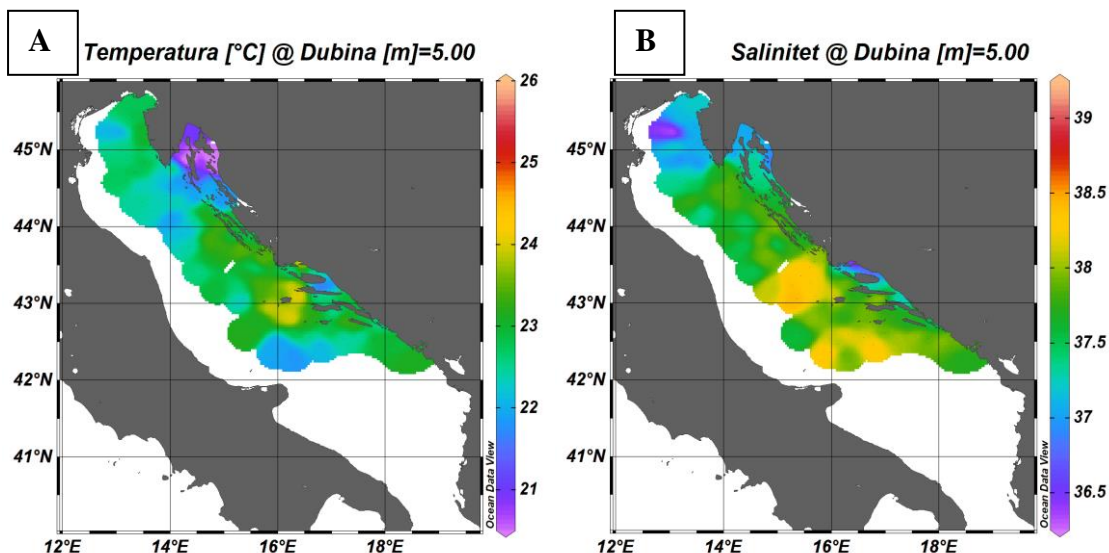 A
Temperatura [°C] @ Dubina [m]=5.00
45°N
44°N
43°N
42°N
41°N
12°E
14°E
16°E
18°E
26
25
24
23
22
21
Ocean Data View
B
Salinitet @ Dubina [m]=5.00
45°N
44°N
43°N
42°N
41°N
12°E
14°E
16°E
18°E
39
38.5
38
37.5
37
36.5
Ocean Data View